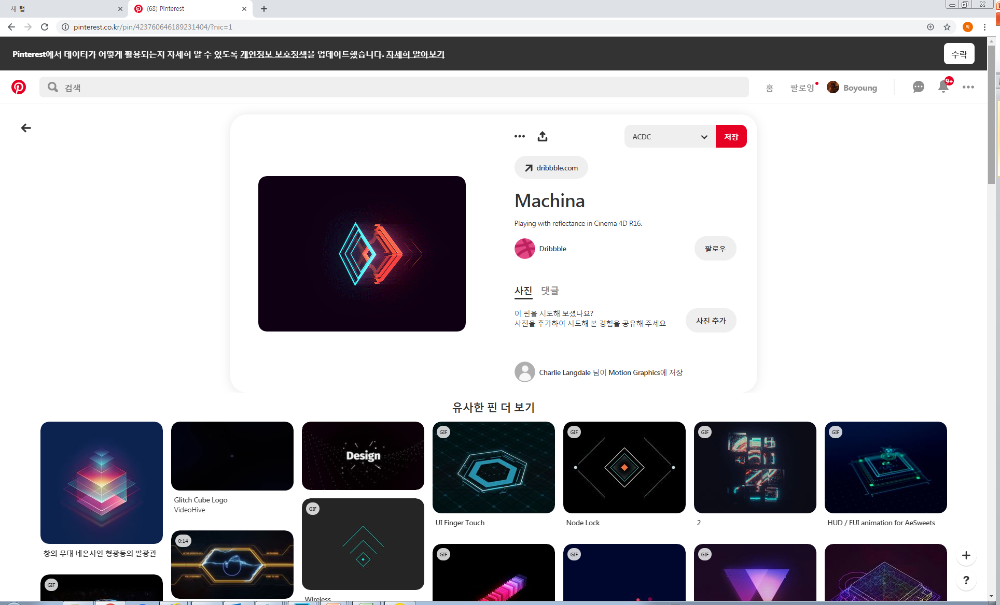 새 탭
(68) Pinterest
pinterest.co.kr/pin/423760646189231404/?nic=1
박
Pinterest에서 데이터가 어떻게 활용되는지 자세히 알 수 있도록 개인정보 보호정책을 업데이트했습니다. 자세히 알아보기
수락
검색
홈
팔로잉
Boyoung
9+
ACDC
저장
dribbble.com
Machina
Playing with reflectance in Cinema 4D R16.
Dribbble
팔로우
사진 댓글
이 핀을 시도해 보셨나요?
사진을 추가하여 시도해 본 경험을 공유해 주세요
사진 추가
Charlie Langdale 님이 Motion Graphics에 저장
유사한 핀 더 보기
창의 무대 네온사인 형광등의 발광관
GIF
Glitch Cube Logo
VideoHive
0:14
Design
GIF
Wireless
GIF
UI Finger Touch
GIF
GIF
Node Lock
GIF
GIF
2
GIF
GIF
HUD / FUI animation for AeSweets
?